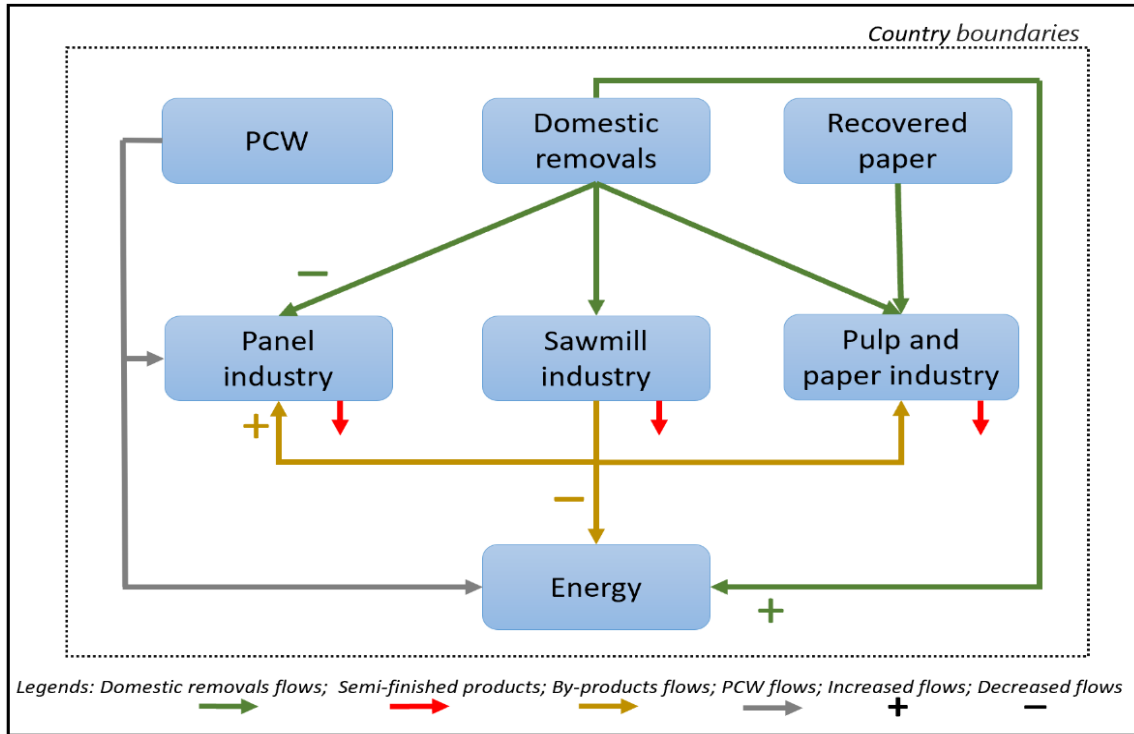 Country boundaries
PCW
Domestic
removals
Recovered
paper
−
Panel
industry
Sawmill
industry
Pulp and
paper industry
+
−
Energy
+
Legends: Domestic removals flows; Semi-finished products; By-products flows; PCW flows; Increased flows; Decreased flows
+ −